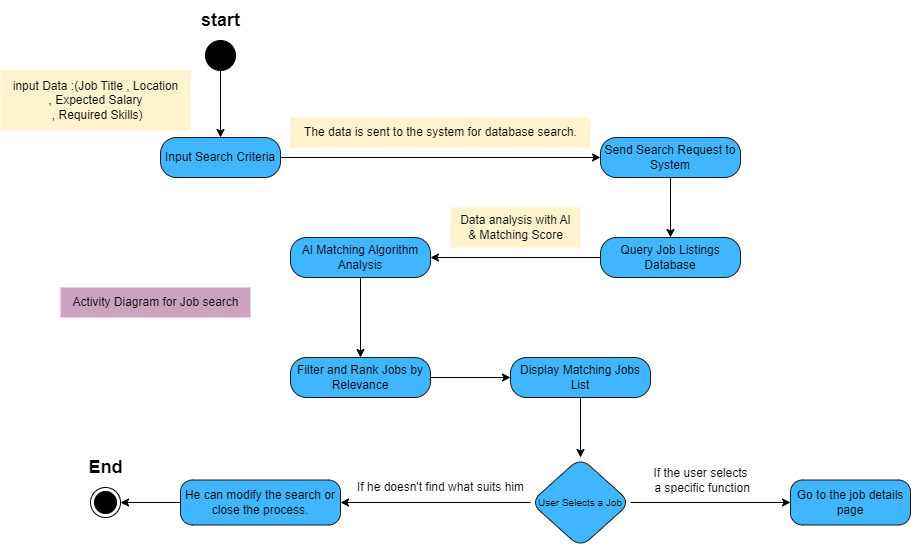 start
input Data :(Job Title , Location
, Expected Salary
, Required Skills)
The data is sent to the system for database search.
Input Search Criteria
Send Search Request to
System
Data analysis with AI
& Matching Score
AI Matching Algorithm
Analysis
Query Job Listings
Database
Activity Diagram for Job search
Filter and Rank Jobs by
Relevance
Display Matching Jobs
List
End
He can modify the search or
close the process.
If he doesn't find what suits him
User Selects a Job
If the user selects
a specific function
Go to the job details
page